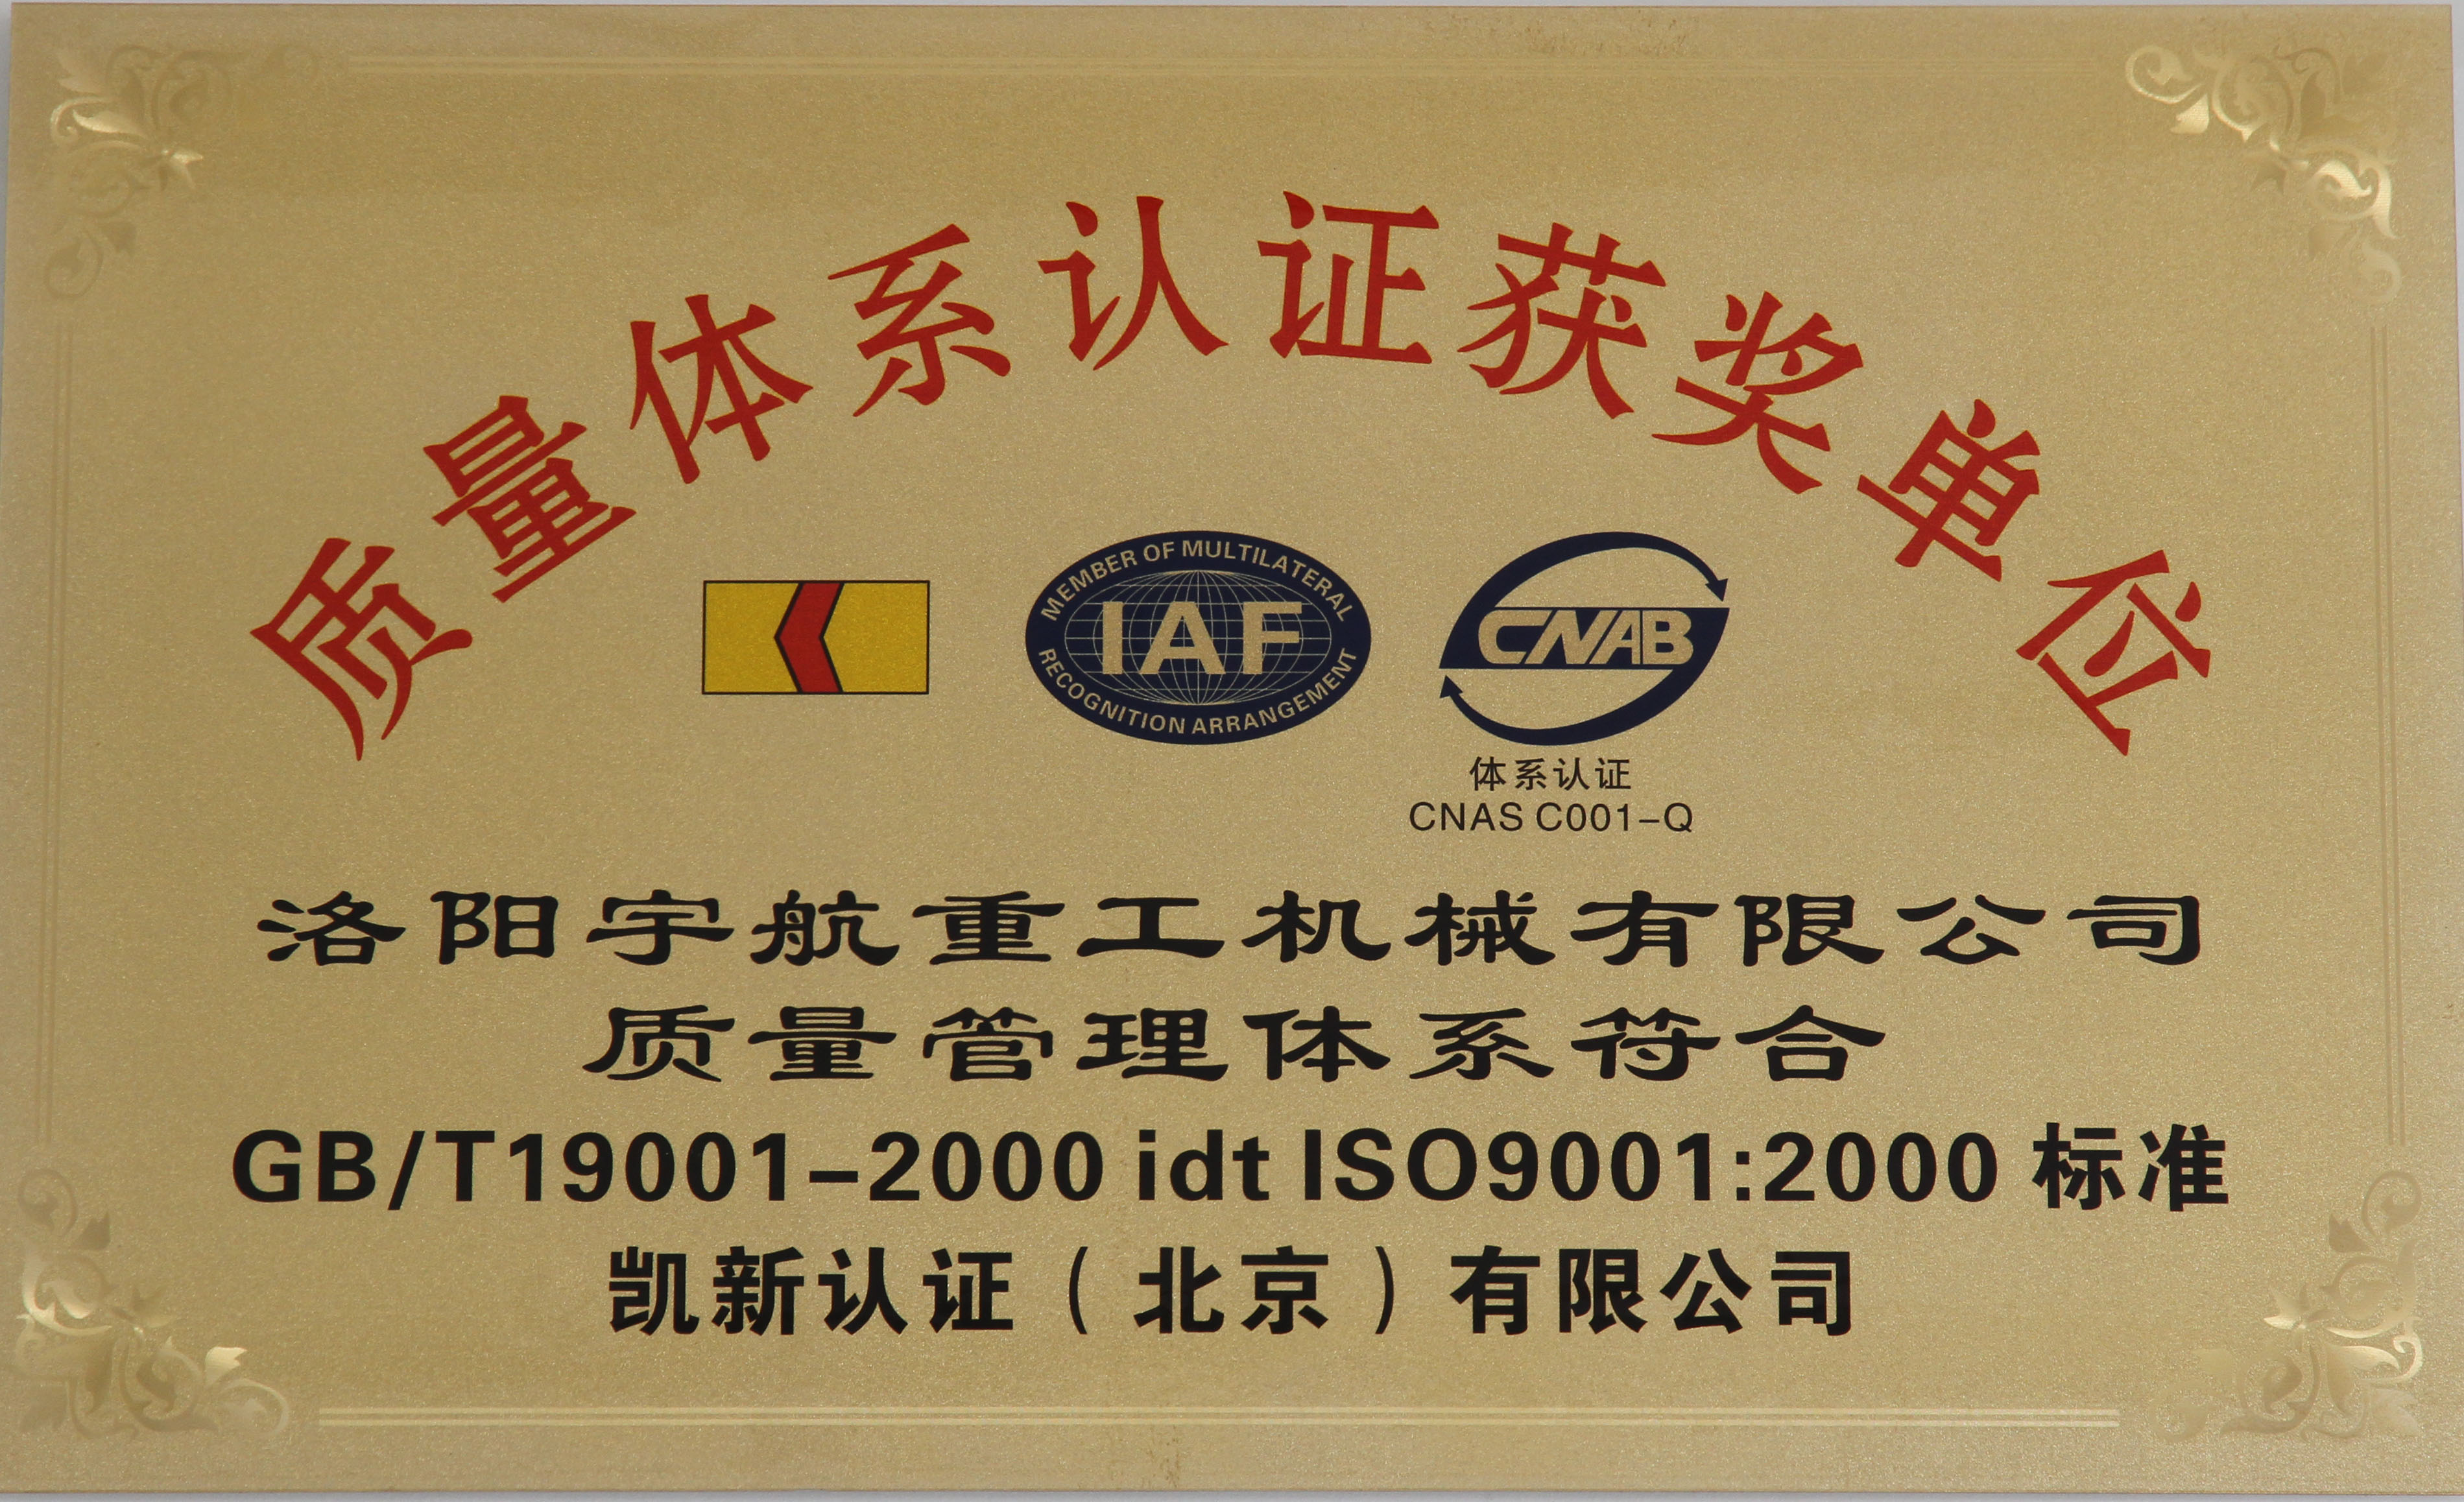 质量体系认证获奖单位
MEMBER OF MULTILATERAL
IAF
RECOGNITION ARRANGEMENT
CNAB
体系认证
CNAS C001-Q
洛阳宇航重工机械有限公司
质量管理体系符合
GB/T19001-2000 idt ISO9001:2000 标准
凯新认证(北京)有限公司